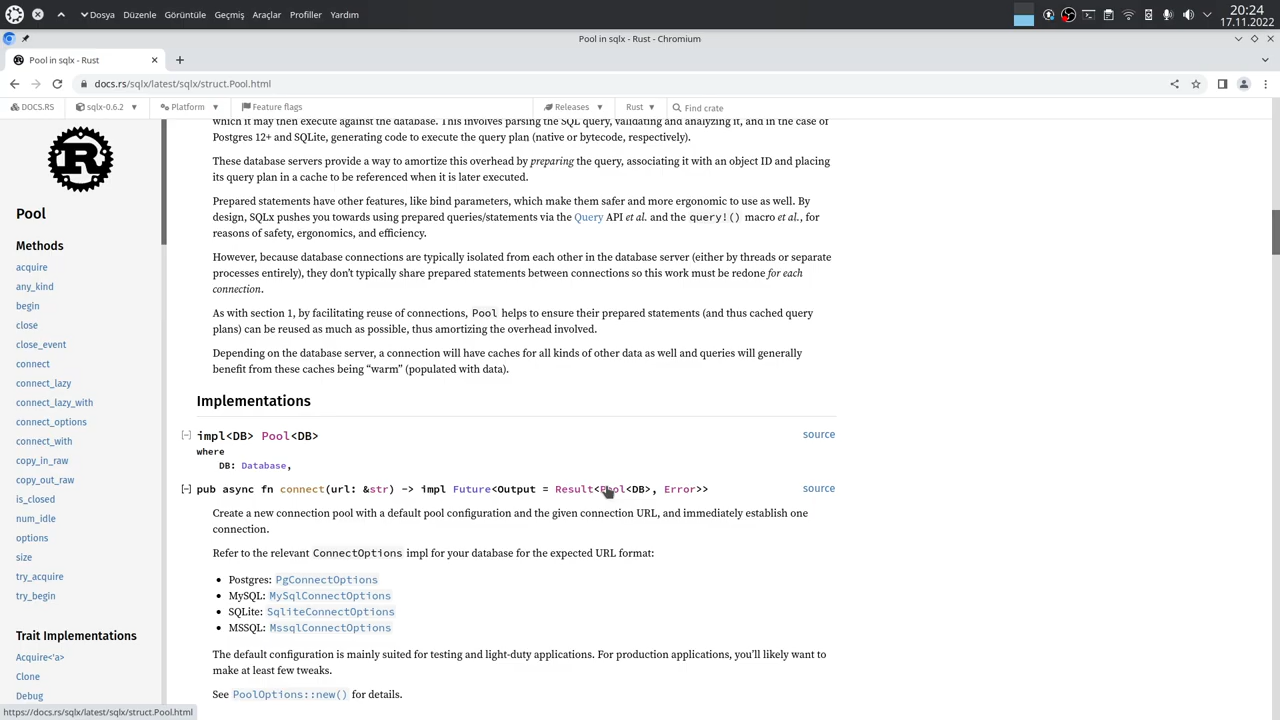 Dosya Düzenle Görüntüle Geçmiş Araçlar Profiller Yardım
20:24
17.11.2022
Pool in sqlx - Rust - Chromium
Pool in sqlx - Rust
docs.rs/sqlx/latest/sqlx/struct.Pool.html
DOCS.RS sqlx-0.6.2 Platform Feature flags Releases Rust Find crate
Pool
Methods
acquire
any_kind
begin
close
close_event
connect
connect_lazy
connect_lazy_with
connect_options
connect_with
copy_in_raw
copy_out_raw
is_closed
num_idle
options
size
try_acquire
try_begin
Trait Implementations
Acquire<'a>
Clone
Debug
which it may then execute against the database. This involves parsing the SQL query, validating and analyzing it, and in the case of
Postgres 12+ and SQLite, generating code to execute the query plan (native or bytecode, respectively).
These database servers provide a way to amortize this overhead by preparing the query, associating it with an object ID and placing
its query plan in a cache to be referenced when it is later executed.
Prepared statements have other features, like bind parameters, which make them safer and more ergonomic to use as well. By
design, SQLx pushes you towards using prepared queries/statements via the Query API et al. and the query!() macro et al., for
reasons of safety, ergonomics, and efficiency.
However, because database connections are typically isolated from each other in the database server (either by threads or separate
processes entirely), they don’t typically share prepared statements between connections so this work must be redone for each
connection.
As with section 1, by facilitating reuse of connections, Pool helps to ensure their prepared statements (and thus cached query
plans) can be reused as much as possible, thus amortizing the overhead involved.
Depending on the database server, a connection will have caches for all kinds of other data as well and queries will generally
benefit from these caches being “warm” (populated with data).
Implementations
[-] impl<DB> Pool<DB> source
where
DB: Database,
[-] pub async fn connect(url: &str) -> impl Future<Output = Result<Pool<DB>, Error>> source
Create a new connection pool with a default pool configuration and the given connection URL, and immediately establish one
connection.
Refer to the relevant ConnectOptions impl for your database for the expected URL format:
• Postgres: PgConnectOptions
• MySQL: MySqlConnectOptions
• SQLite: SqliteConnectOptions
• MSSQL: MssqlConnectOptions
The default configuration is mainly suited for testing and light-duty applications. For production applications, you’ll likely want to
make at least few tweaks.
See PoolOptions::new() for details.
https://docs.rs/sqlx/latest/sqlx/struct.Pool.html